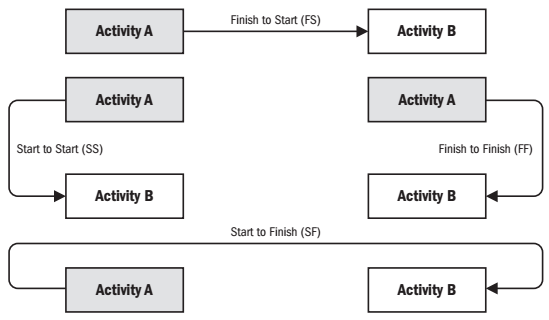 Activity A
Finish to Start (FS)
Activity B
Activity A
Activity A
Start to Start (SS)
Finish to Finish (FF)
Activity B
Activity B
Start to Finish (SF)
Activity A
Activity B